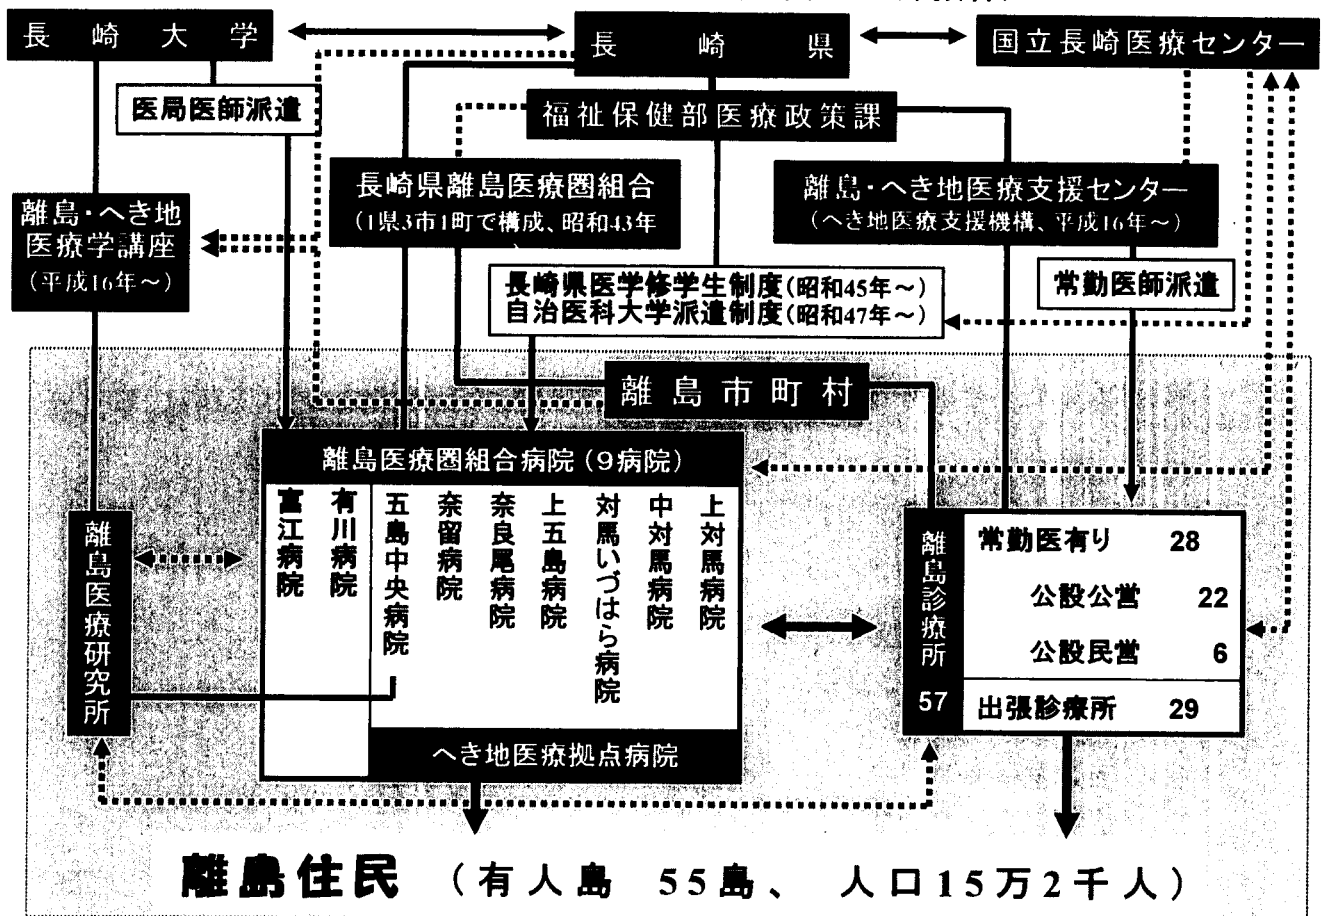 長崎大学
長崎県
国立長崎医療センター
医局医師派遣
福祉保健部医療政策課
長崎県離島医療圏組合
(1県3市1町で構成、昭和43年
)
離島・へき地医療支援センター
(へき地医療支援機構、平成16年~)
離島・へき地
医療学講座
(平成16年~)
長崎県医学修学生制度(昭和45年~)
自治医科大学派遣制度(昭和47年~)
常勤医師派遣
離島市町村
離島医療圏組合病院(9病院)
富江病院
有川病院
五島中央病院
奈留病院
奈良尾病院
上五島病院
対馬いづはら病院
中対馬病院
上対馬病院
へき地医療拠点病院
離島医療研究所
離島診療所
57
常勤医有り 28
公設公営 22
公設民営 6
出張診療所 29
離島住民 (有人島 55島、 人口15万2千人)